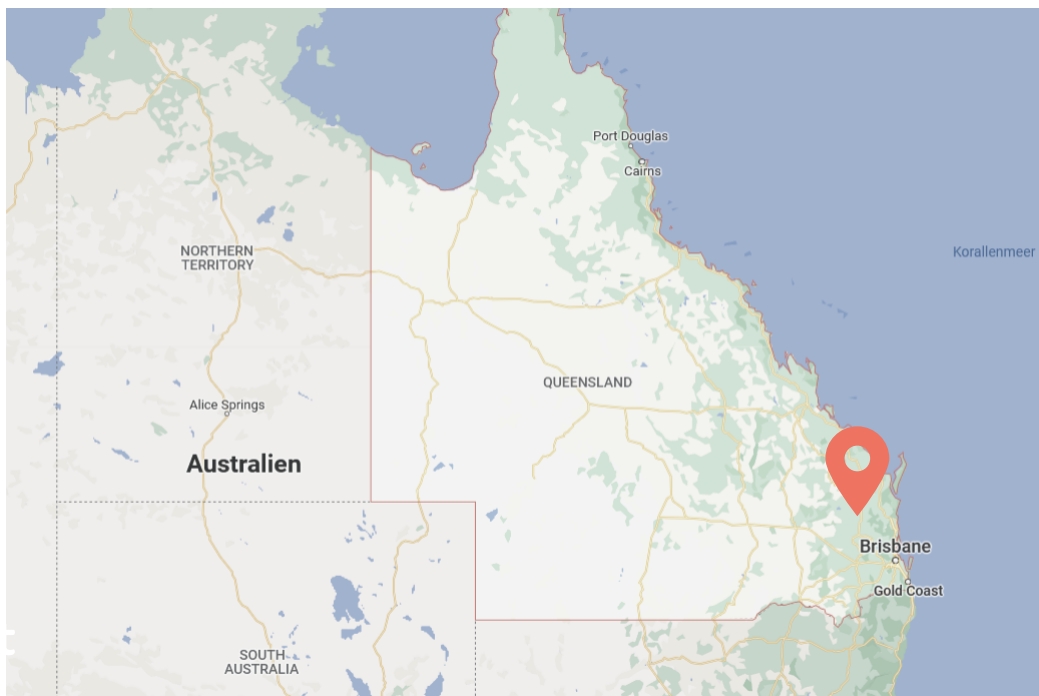 Port Douglas
Cairns
NORTHERN
TERRITORY
Korallenmeer
QUEENSLAND
Alice Springs
Australien
Brisbane
Gold Coast
t
SOUTH
AUSTRALIA